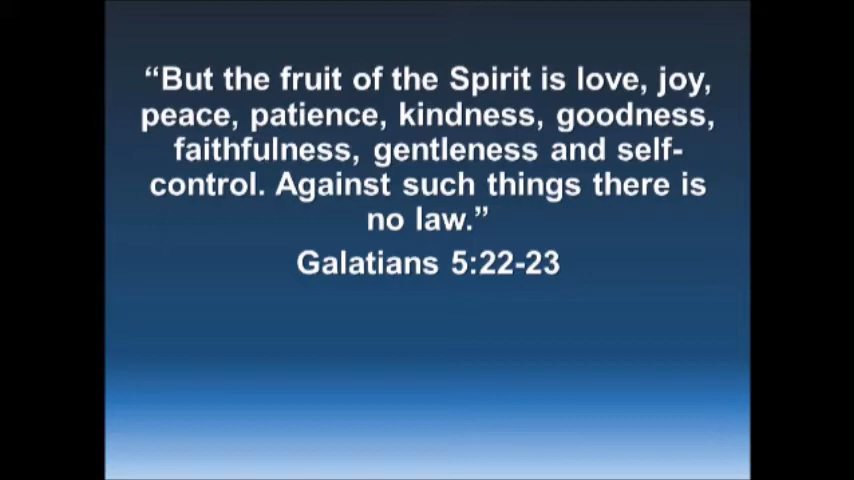 “But the fruit of the Spirit is love, joy,
peace, patience, kindness, goodness,
faithfulness, gentleness and self-
control. Against such things there is
no law.”
Galatians 5:22-23